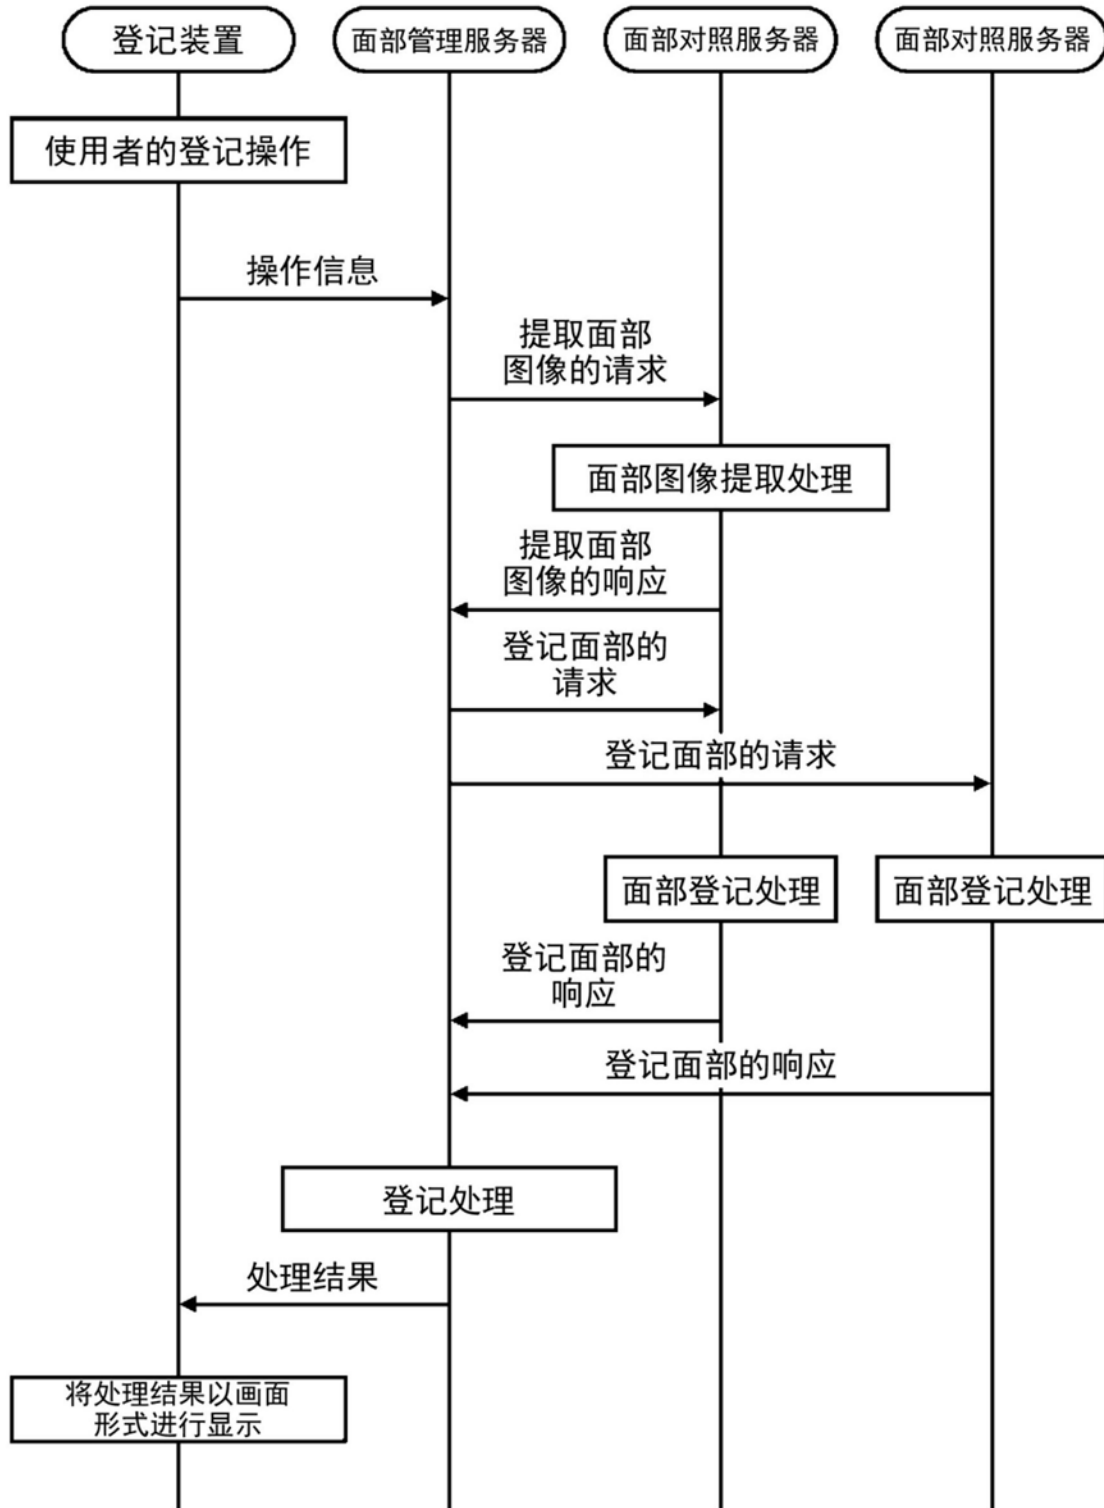 登记装置
面部管理服务器
面部对照服务器
面部对照服务器
使用者的登记操作
操作信息
提取面部
图像的请求
面部图像提取处理
提取面部
图像的响应
登记面部的
请求
登记面部的请求
面部登记处理
面部登记处理
登记面部的
响应
登记面部的响应
登记处理
处理结果
将处理结果以画面
形式进行显示